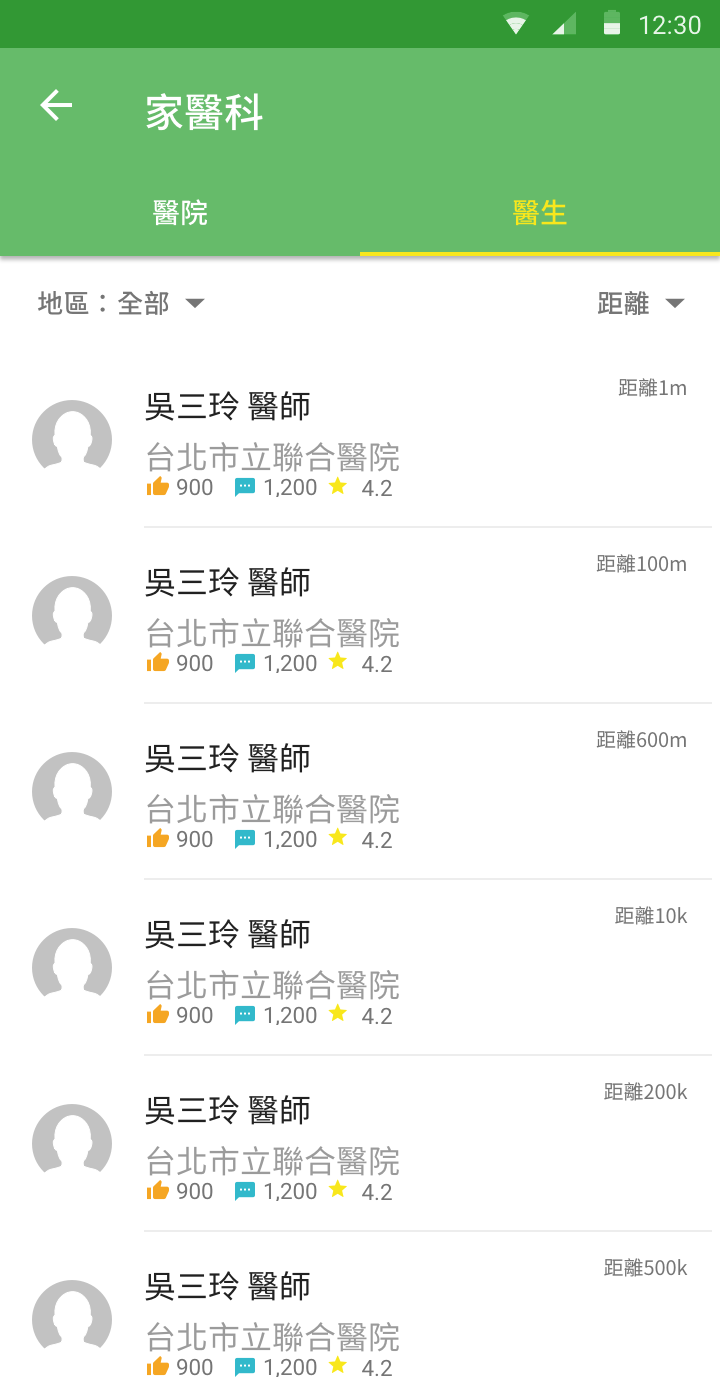 12:30
家醫科
醫院 醫生
地區：全部 距離
吳三玲 醫師 距離1m
台北市立聯合醫院
900 1,200 4.2
吳三玲 醫師 距離100m
台北市立聯合醫院
900 1,200 4.2
吳三玲 醫師 距離600m
台北市立聯合醫院
900 1,200 4.2
吳三玲 醫師 距離10k
台北市立聯合醫院
900 1,200 4.2
吳三玲 醫師 距離200k
台北市立聯合醫院
900 1,200 4.2
吳三玲 醫師 距離500k
台北市立聯合醫院
900 1,200 4.2